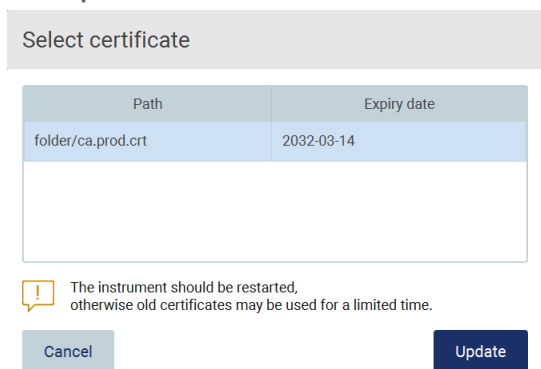 Select certificate
Path Expiry date
folder/ca.prod.crt 2032-03-14
! The instrument should be restarted,
otherwise old certificates may be used for a limited time.
Cancel Update